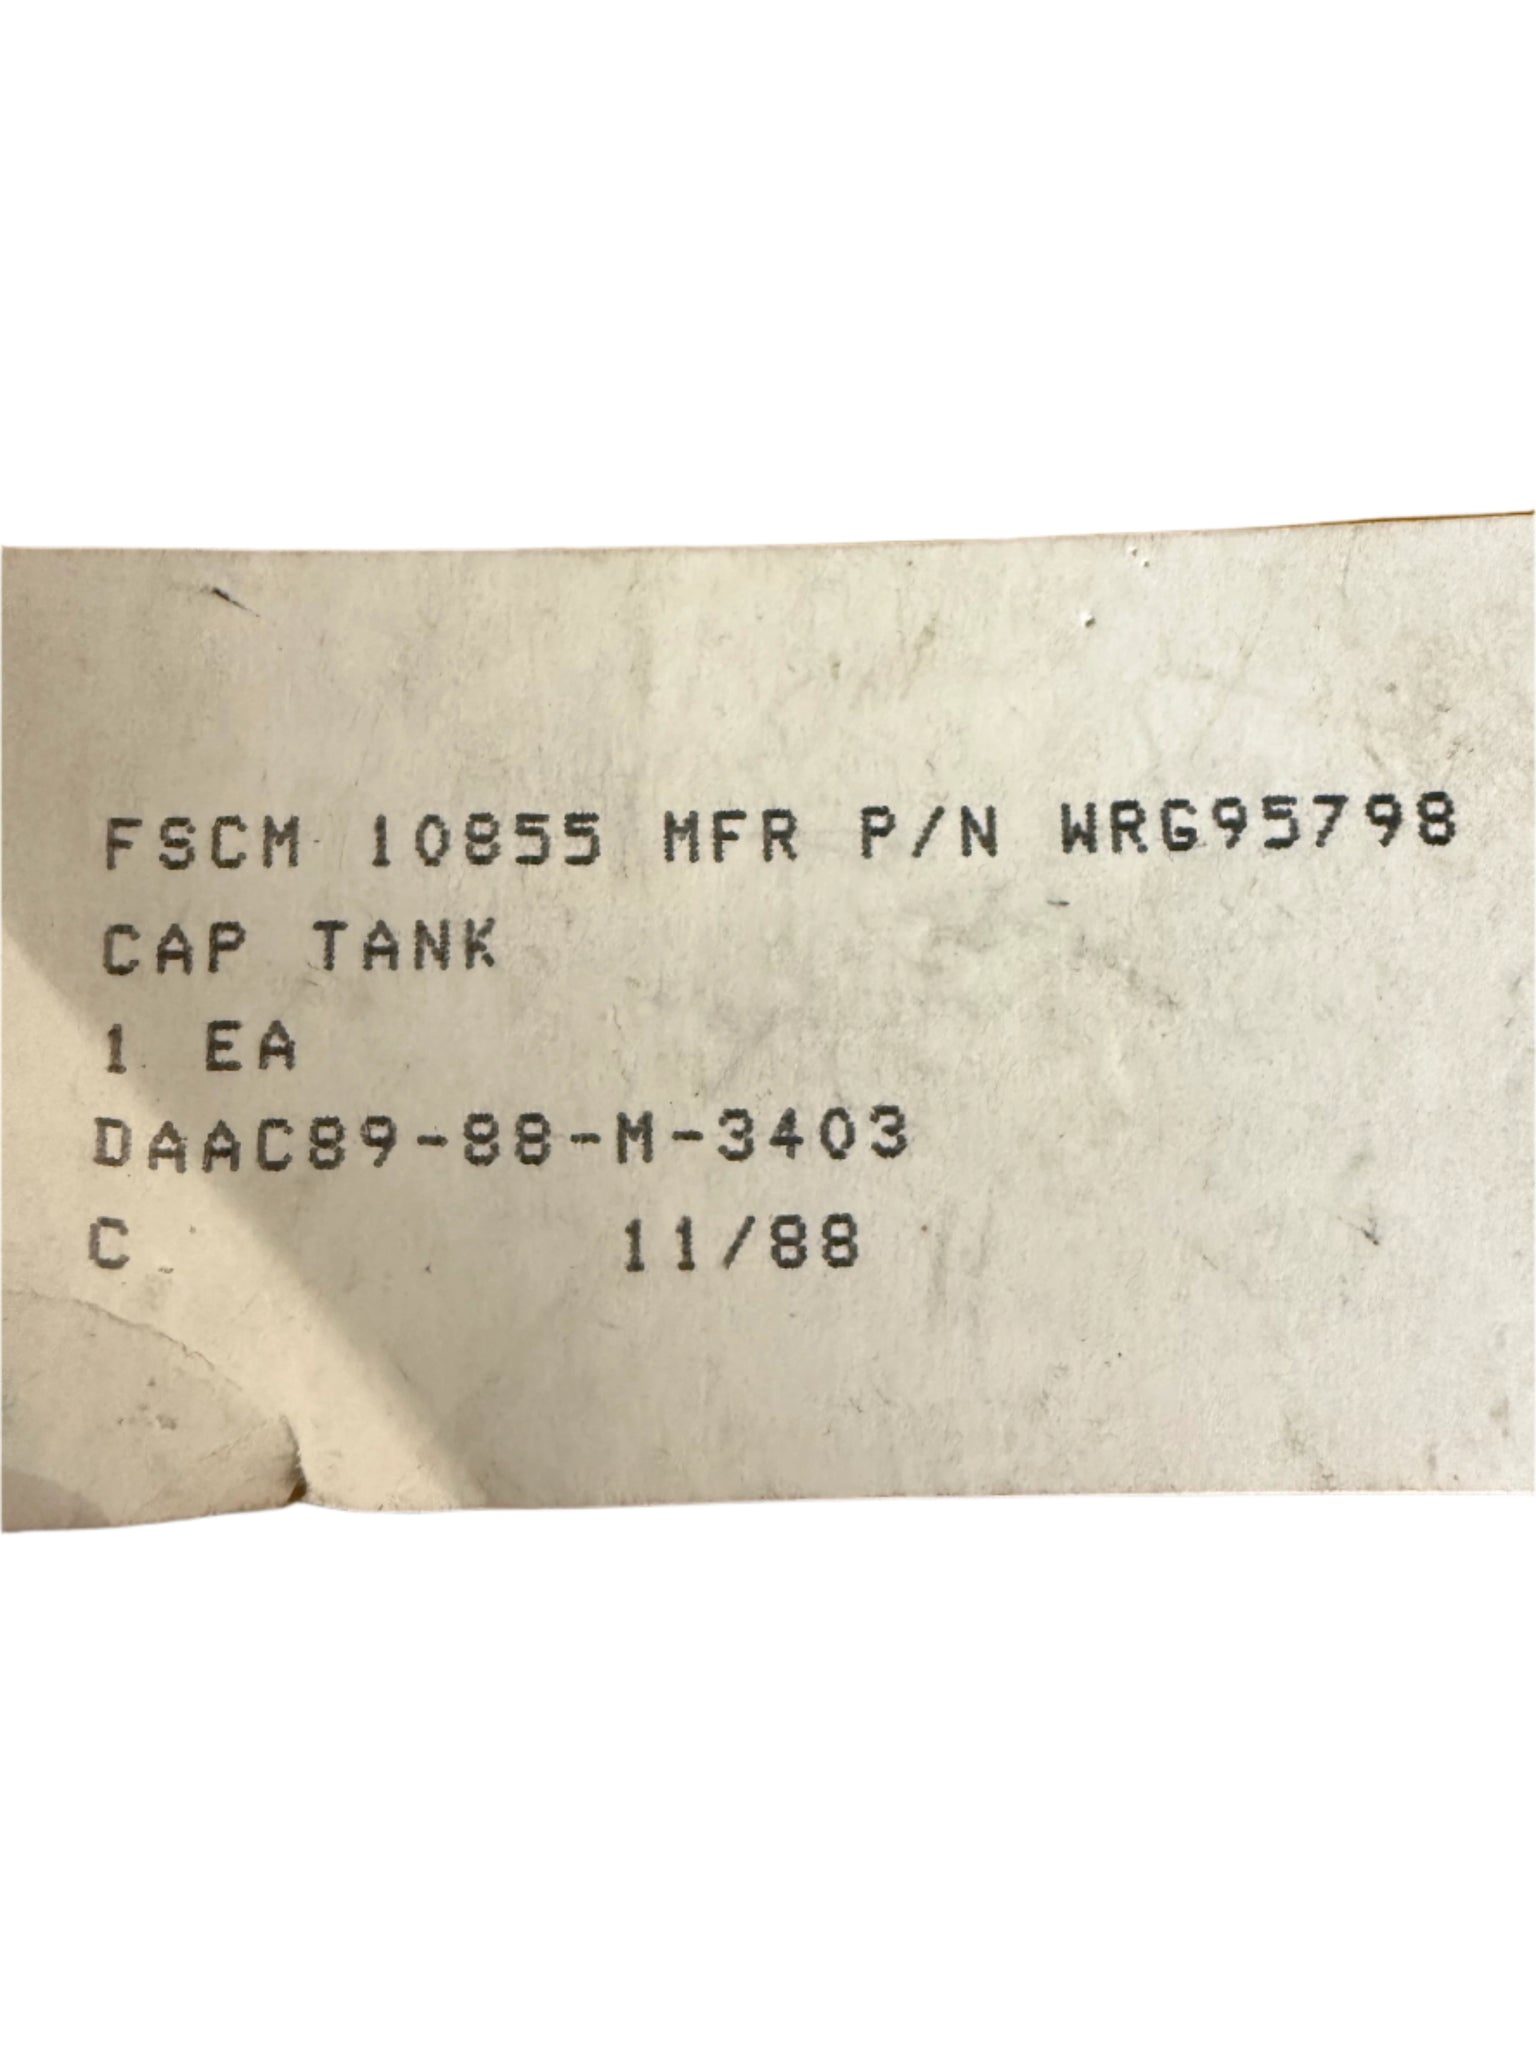 FSCM 10855 MFR P/N WRG95798
CAP TANK
1 EA
DAAC89-88-M-3403
C 11/88